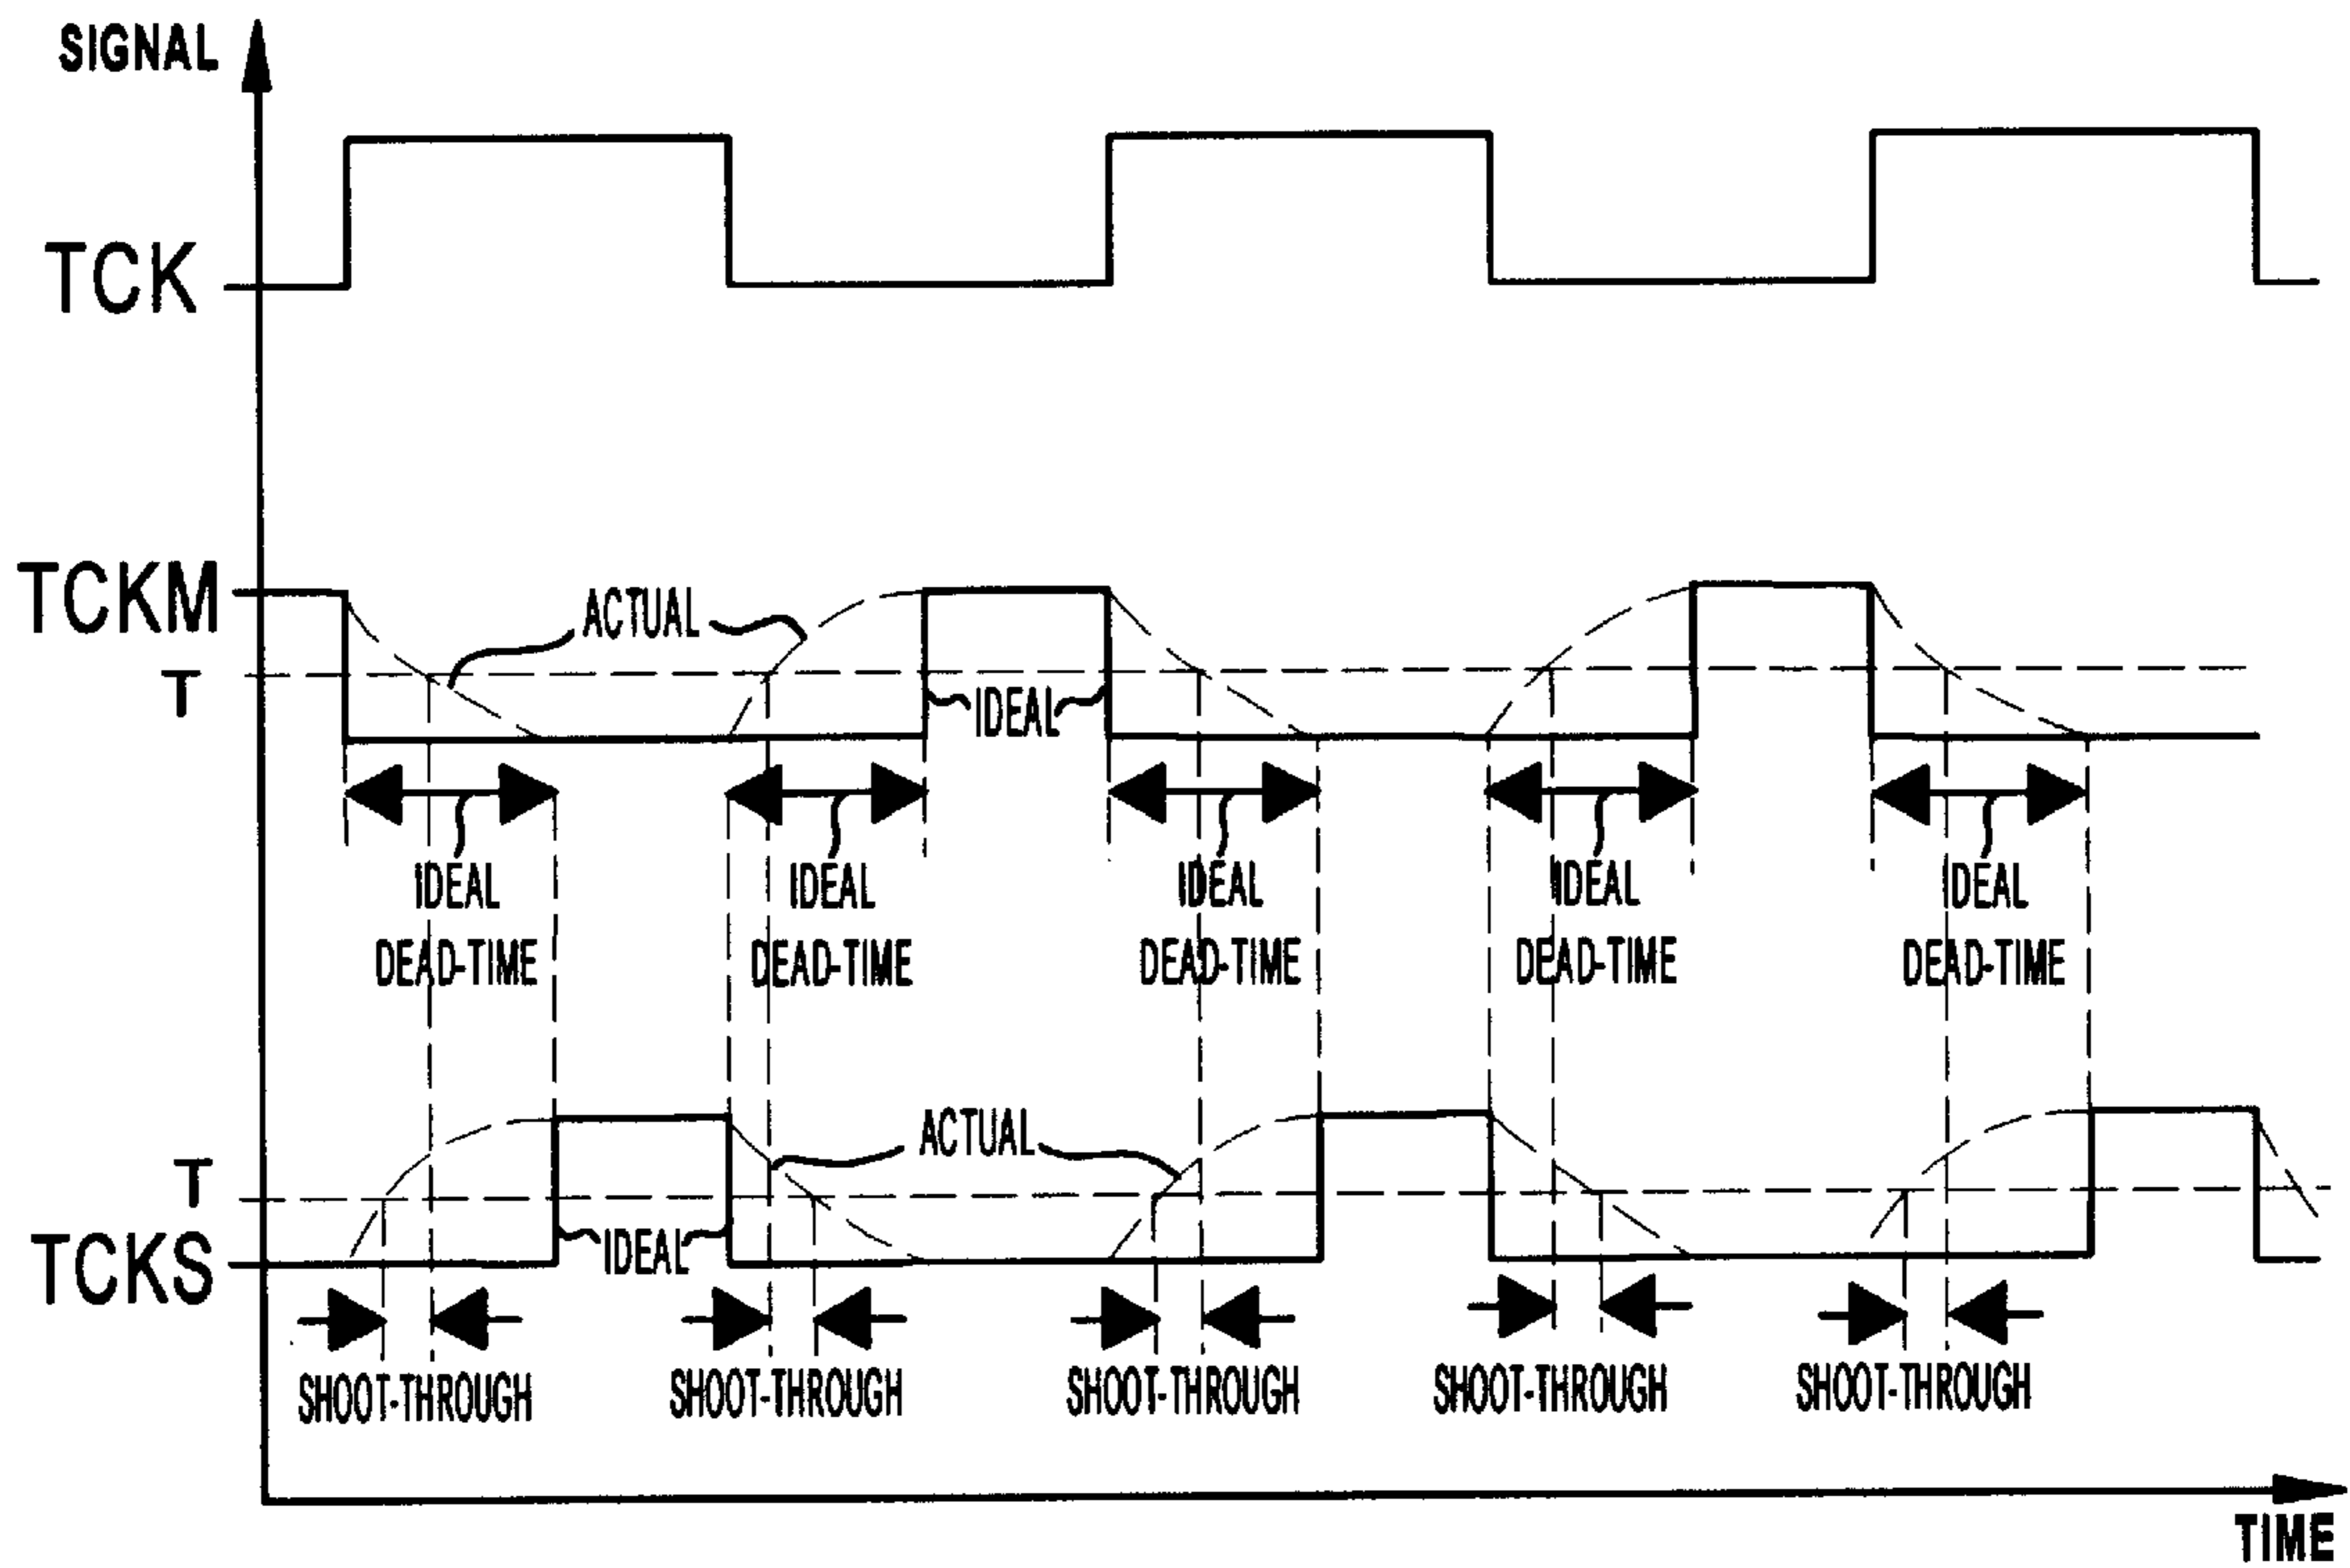 SIGNAL
TCK
TCKM
ACTUAL
T
IDEAL
IDEAL IDEAL IDEAL IDEAL IDEAL
DEAD-TIME DEAD-TIME DEAD-TIME DEAD-TIME DEAD-TIME
ACTUAL
T
IDEAL
TCKS
SHOOT-THROUGH SHOOT-THROUGH SHOOT-THROUGH SHOOT-THROUGH SHOOT-THROUGH
TIME